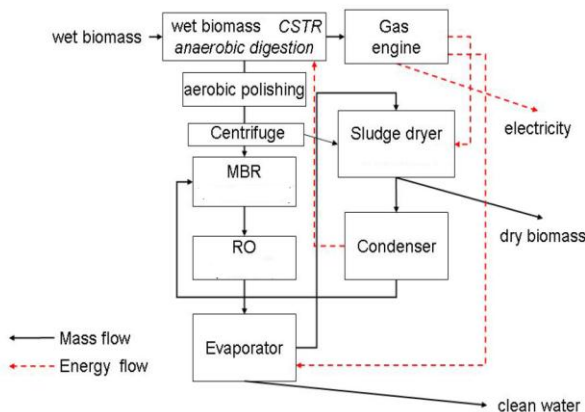 wet biomass
wet biomass CSTR
anaerobic digestion
Gas
engine
aerobic polishing
electricity
Centrifuge
Sludge dryer
MBR
dry biomass
RO
Condenser
Mass flow
Energy flow
Evaporator
clean water